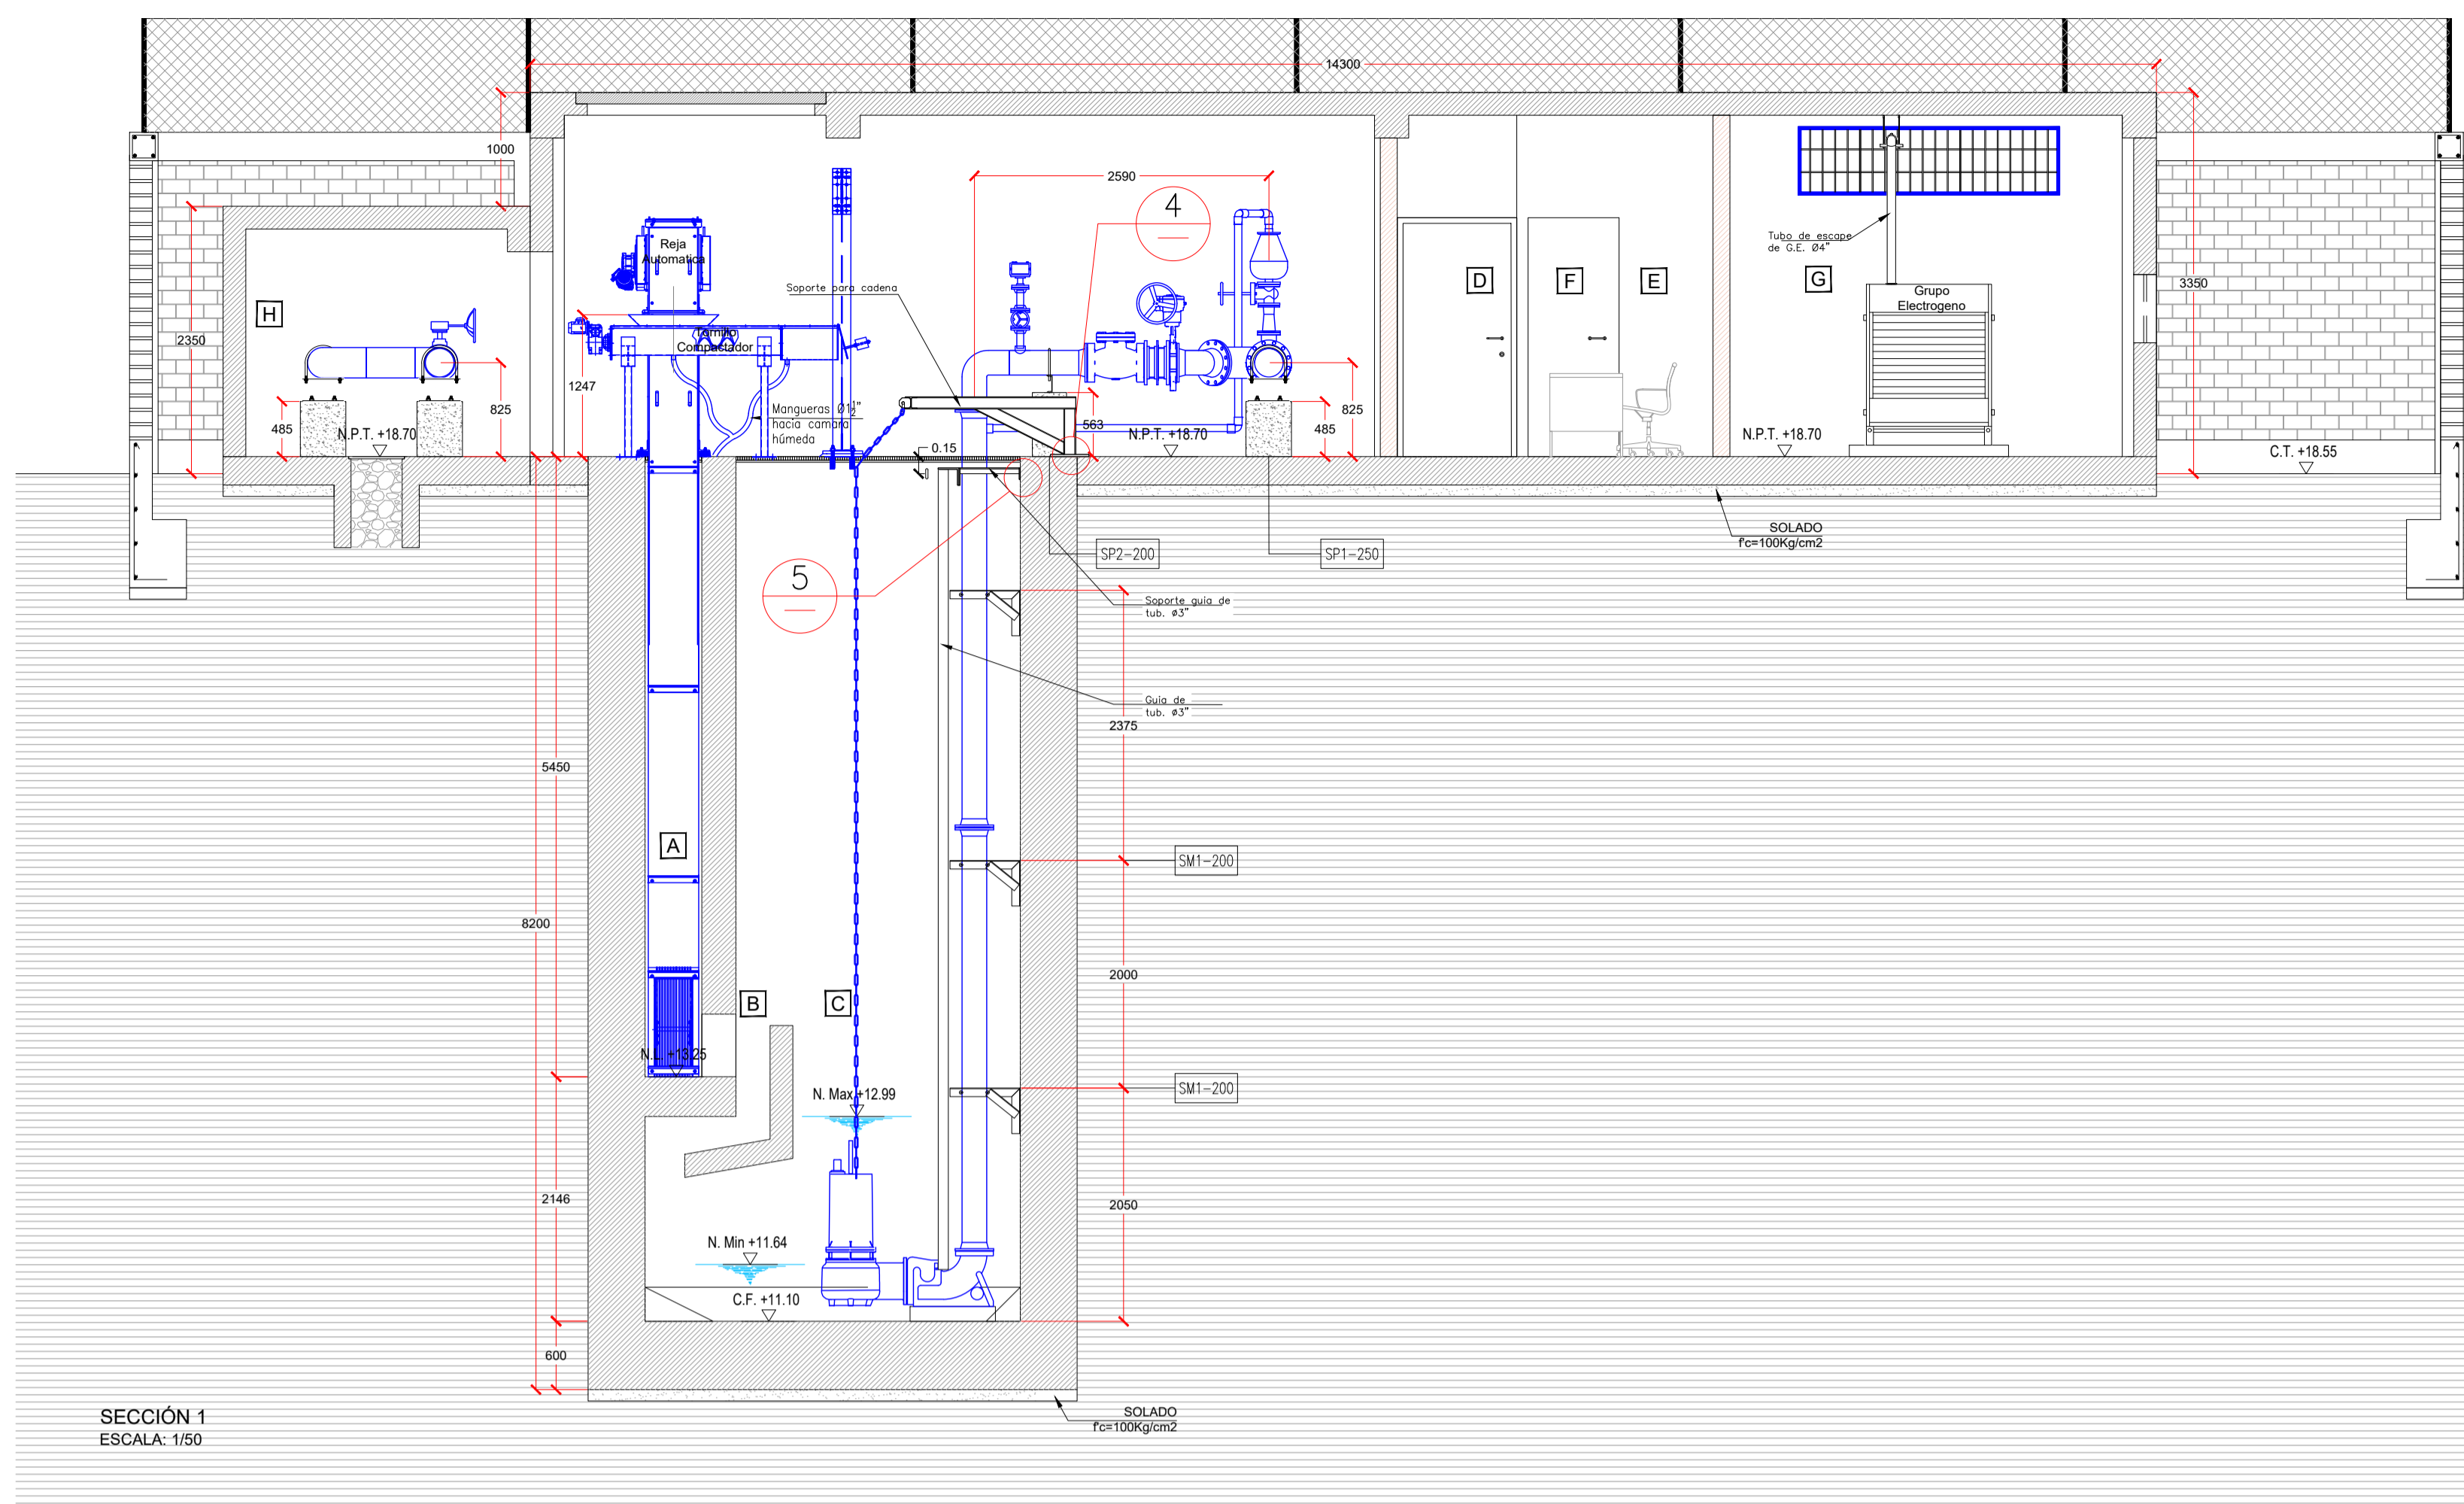 14300
1000
2590
4
Reja
Automatica
Tubo de escape
de G.E. Ø4"
D
F
E
G
3350
Soporte para cadena
Grupo
Electrogeno
H
2350
Tornillo
Compactador
1247
825
485
N.P.T. +18.70
Mangueras Ø1½"
hacia camara
húmeda
0.15
563
N.P.T. +18.70
825
485
N.P.T. +18.70
C.T. +18.55
SOLADO
f'c=100Kg/cm2
SP2-200
SP1-250
5
Soporte guia de
tub. ø3"
Guia de
tub. ø3"
2375
5450
A
SM1-200
8200
2000
B
C
N.L. +13.25
N. Max +12.99
SM1-200
2146
2050
N. Min +11.64
C.F. +11.10
600
SOLADO
f'c=100Kg/cm2
SECCIÓN 1
ESCALA: 1/50